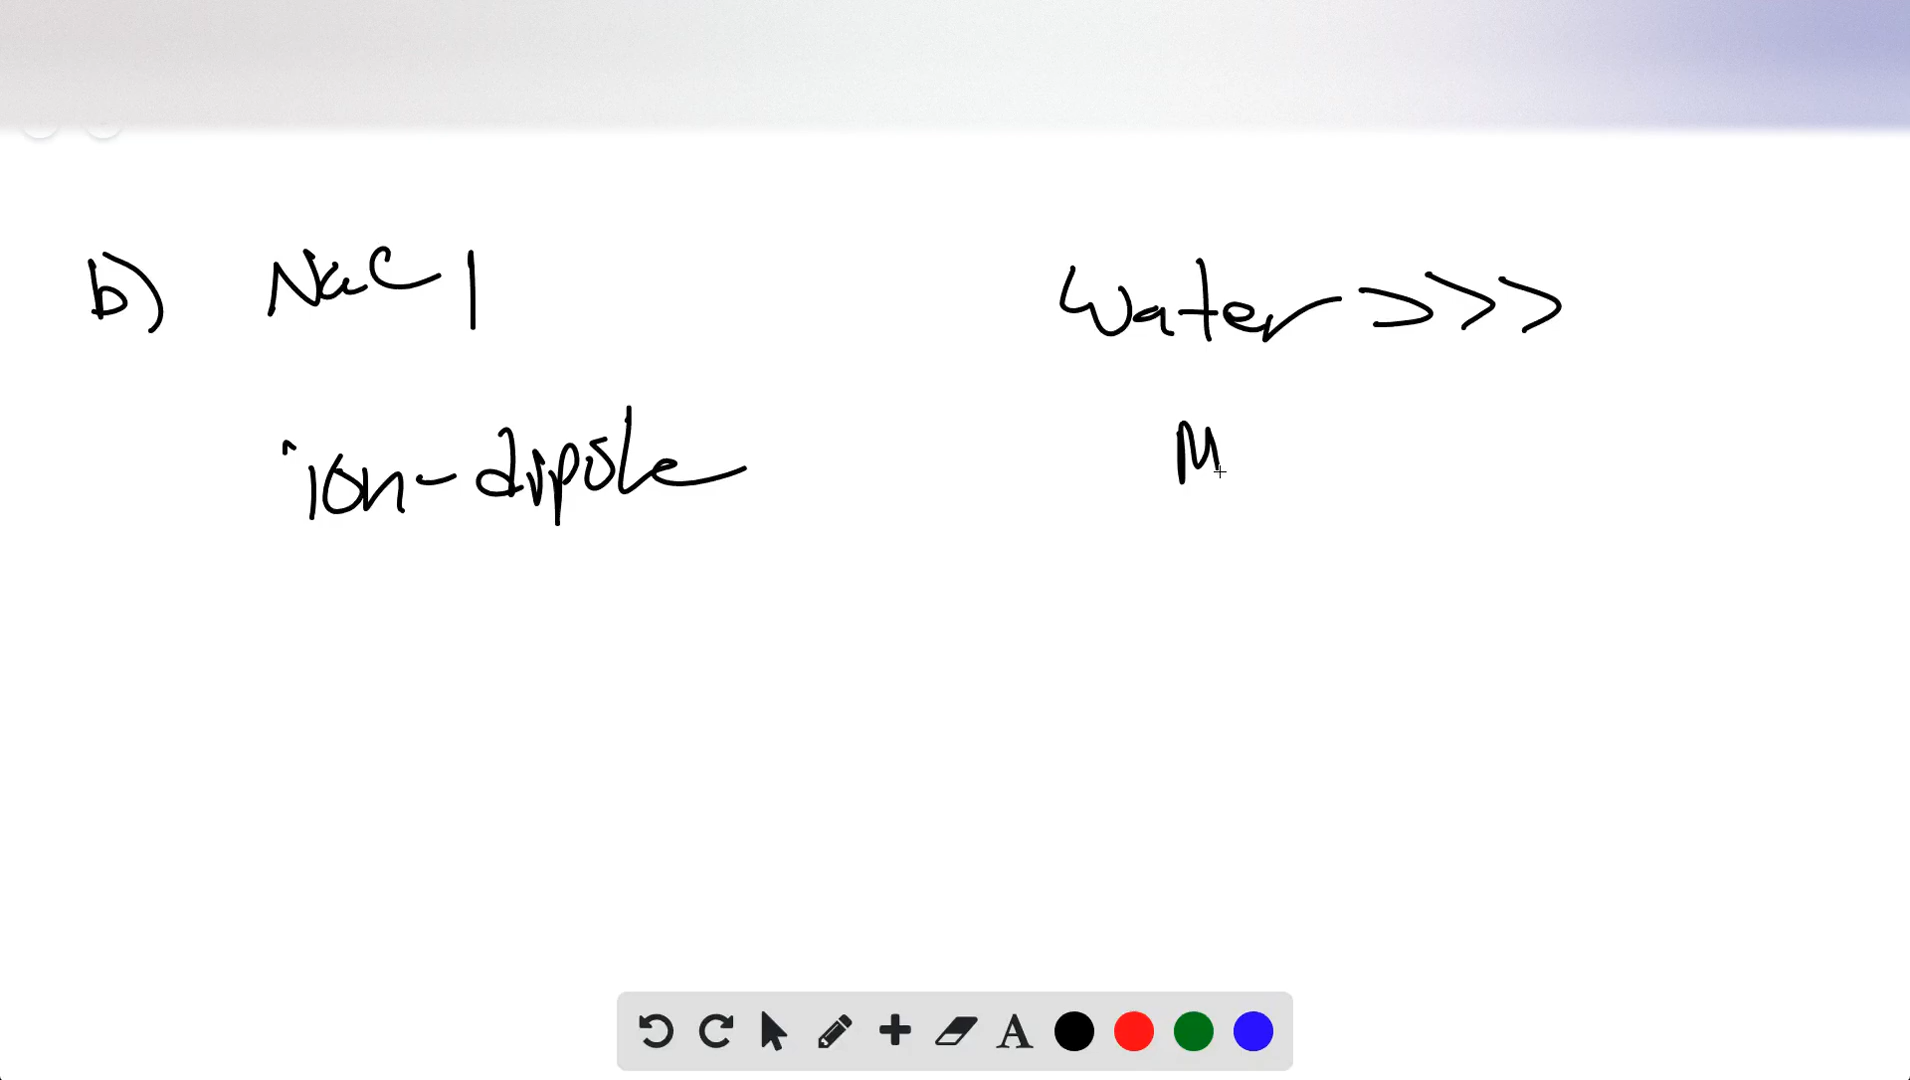 b) NaCl
Water >>>
ion-dipole
M
A